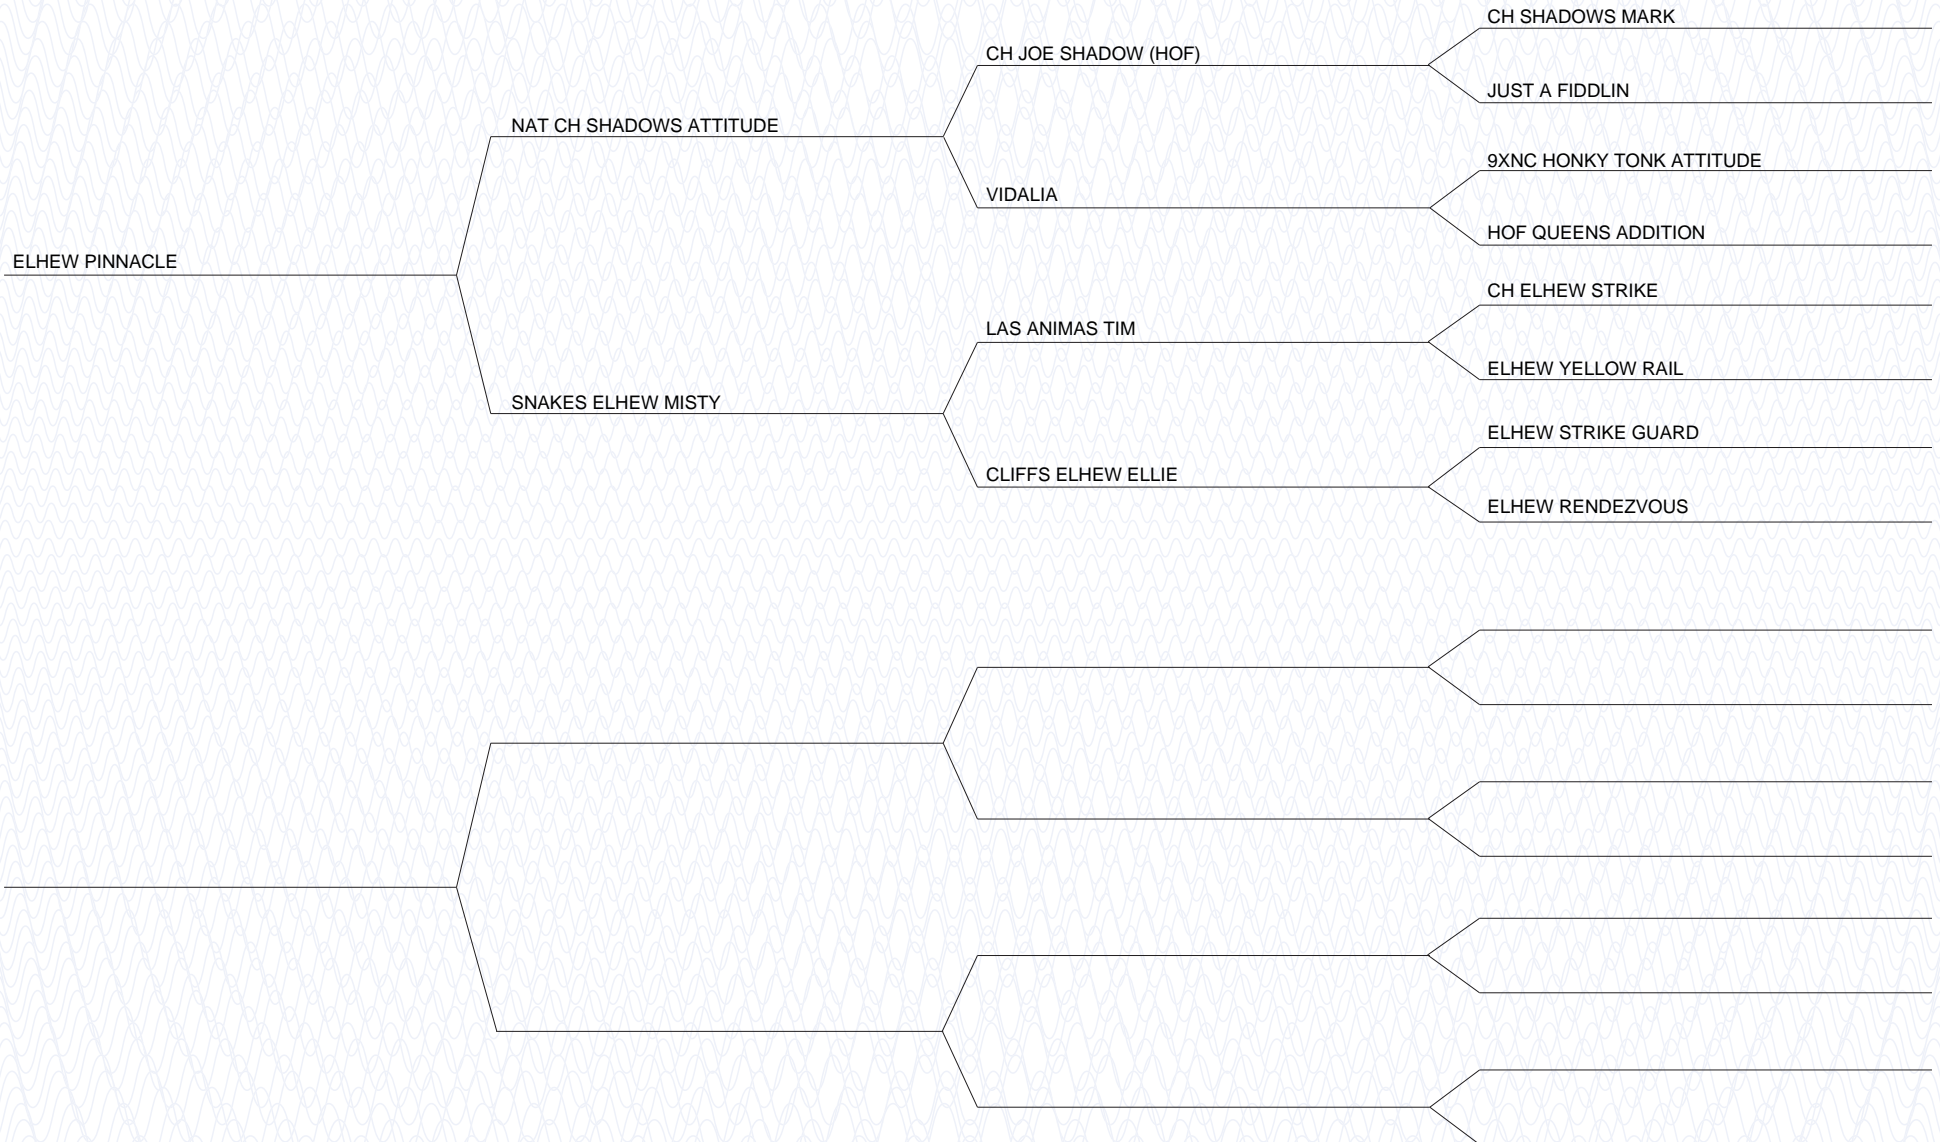 CH SHADOWS MARK
CH JOE SHADOW (HOF)
JUST A FIDDLIN
NAT CH SHADOWS ATTITUDE
9XNC HONKY TONK ATTITUDE
VIDALIA
HOF QUEENS ADDITION
ELHEW PINNACLE
CH ELHEW STRIKE
LAS ANIMAS TIM
ELHEW YELLOW RAIL
SNAKES ELHEW MISTY
ELHEW STRIKE GUARD
CLIFFS ELHEW ELLIE
ELHEW RENDEZVOUS